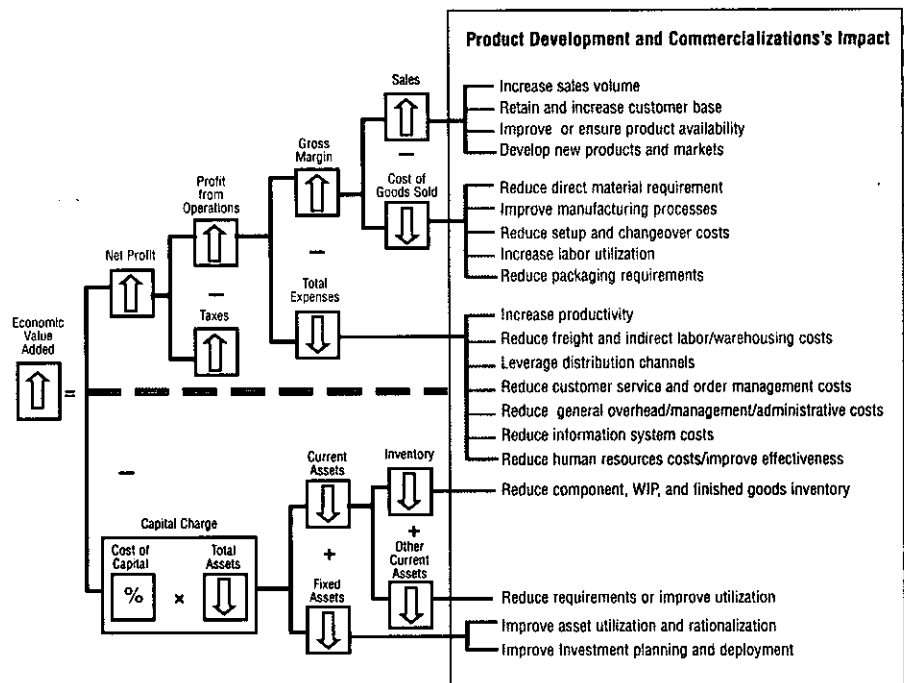 Product Development and Commercializations's Impact
Sales
Increase sales volume
Retain and increase customer base
Improve or ensure product availability
Develop new products and markets
–
Gross
Margin
Cost of
Goods Sold
Reduce direct material requirement
Improve manufacturing processes
Reduce setup and changeover costs
Increase labor utilization
Reduce packaging requirements
Profit
from
Operations
–
Net Profit
–
Taxes
Total
Expenses
Increase productivity
Reduce freight and indirect labor/warehousing costs
Leverage distribution channels
Reduce customer service and order management costs
Reduce general overhead/management/administrative costs
Reduce information system costs
Reduce human resources costs/improve effectiveness
Economic
Value
Added
=
–
Current
Assets
Inventory
Reduce component, WIP, and finished goods inventory
+
+
Capital Charge
Cost of
Capital
%
x
Total
Assets
Fixed
Assets
Other
Current
Assets
Reduce requirements or improve utilization
Improve asset utilization and rationalization
Improve Investment planning and deployment